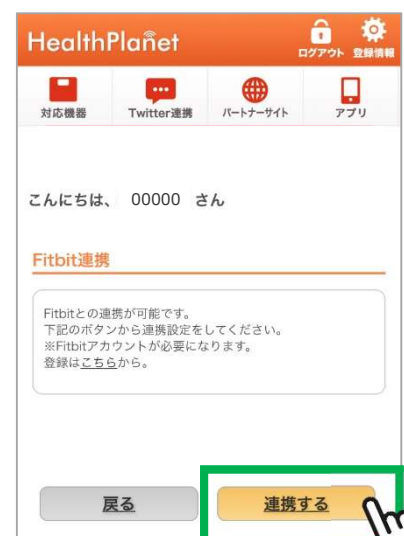 HealthPlanet
ログアウト 登録情報
対応機器 Twitter連携 パートナーサイト アプリ
こんにちは、 00000 さん
Fitbit連携
Fitbitとの連携が可能です。
下記のボタンから連携設定をしてください。
※Fitbitアカウントが必要になります。
登録はこちらから。
戻る 連携する